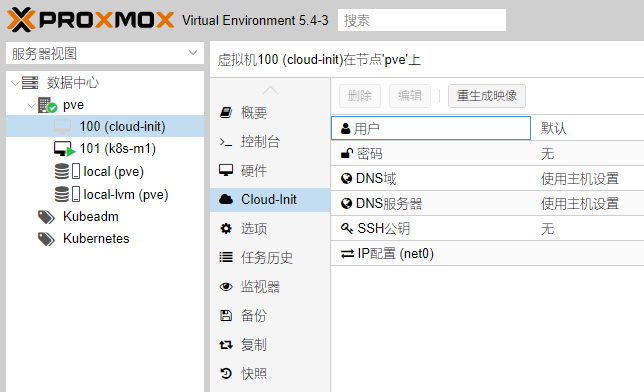 PROXMOX Virtual Environment 5.4-3 搜索
服务器视图
数据中心
pve
100 (cloud-init)
101 (k8s-m1)
local (pve)
local-lvm (pve)
Kubeadm
Kubernetes
虚拟机100 (cloud-init)在节点'pve'上
概要
控制台
硬件
Cloud-Init
选项
任务历史
监视器
备份
复制
快照
删除 编辑 重生成映像
用户 默认
密码 无
DNS域 使用主机设置
DNS服务器 使用主机设置
SSH公钥 无
IP配置 (net0)